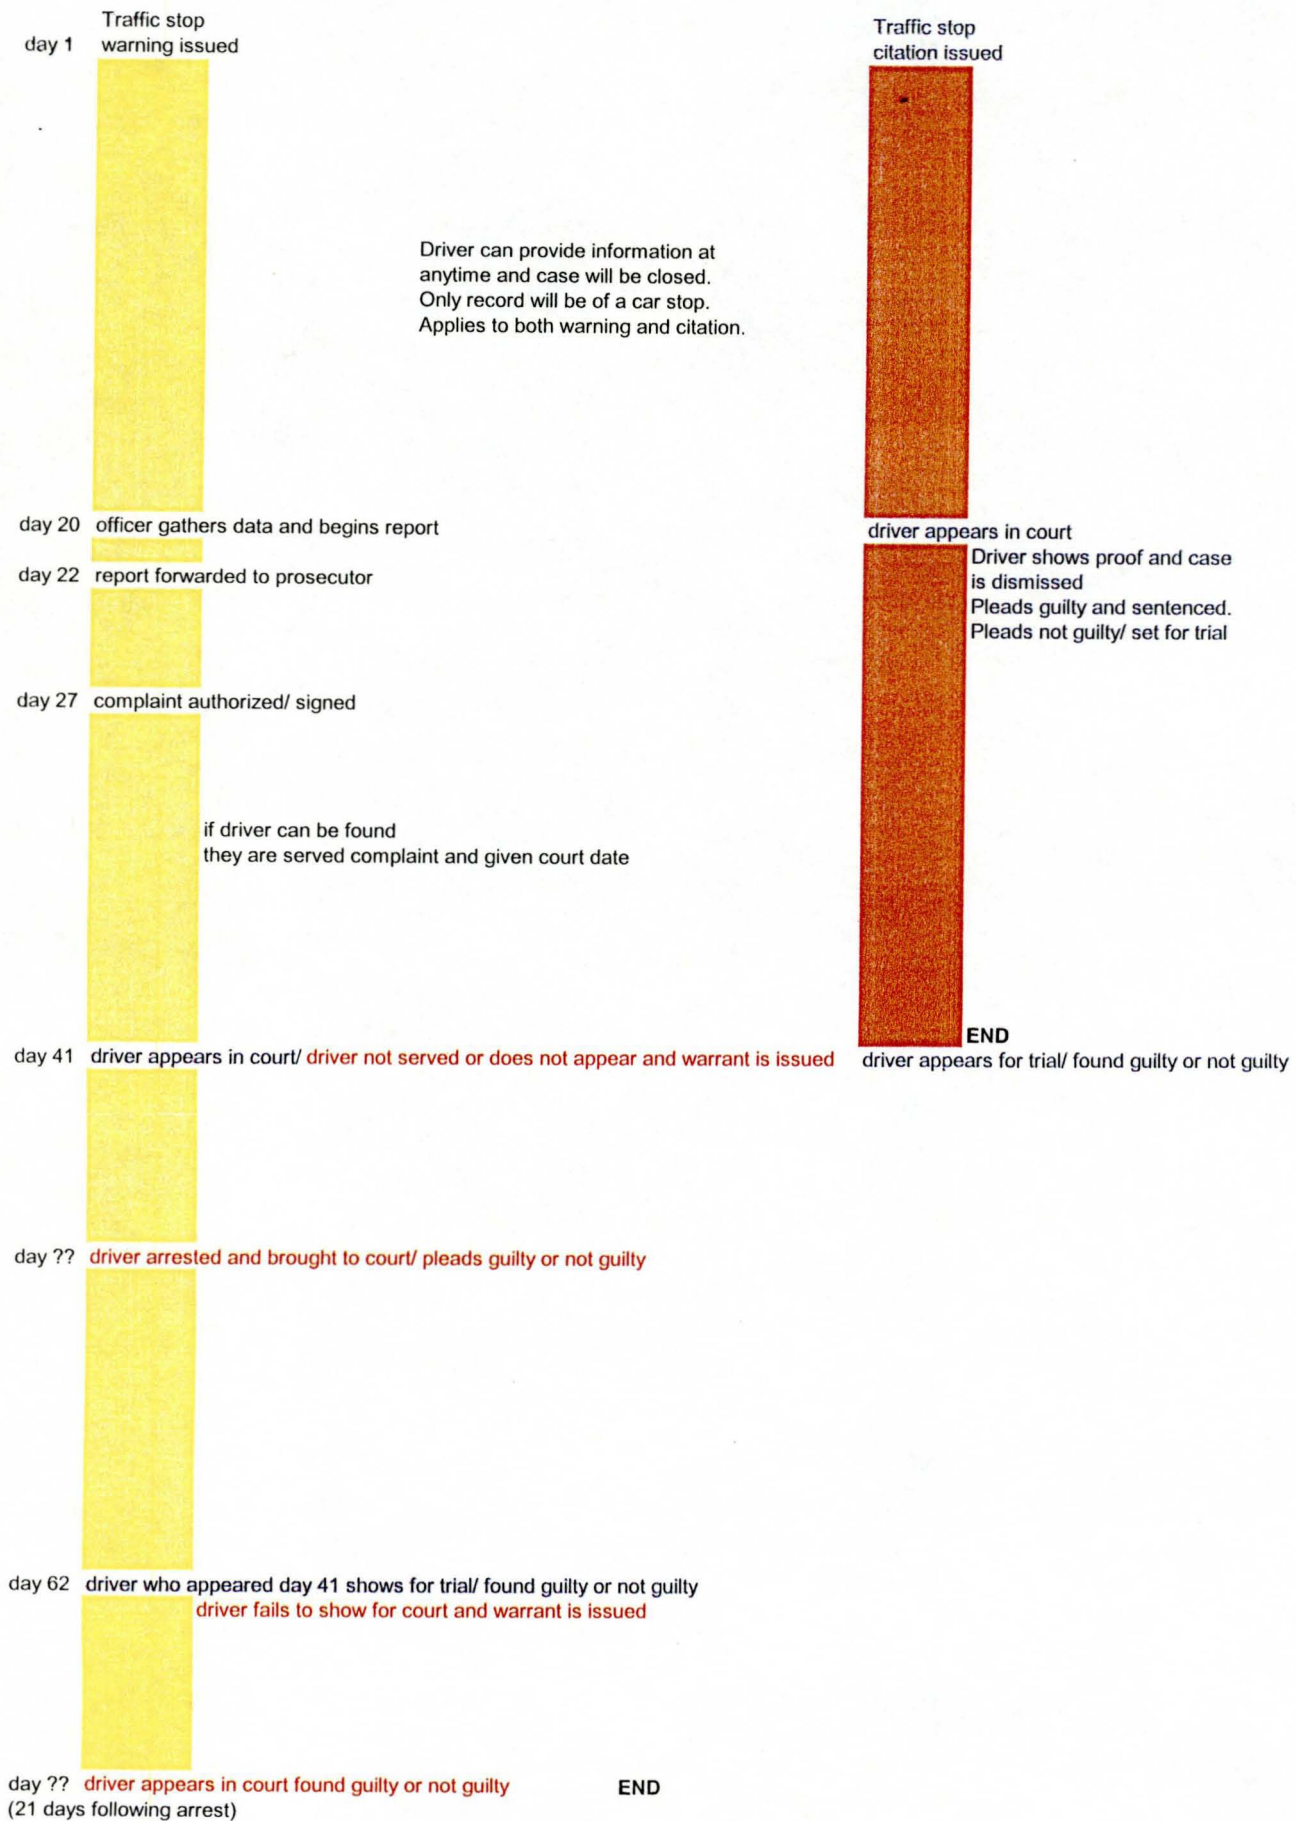 Traffic stop
day 1 warning issued
Traffic stop
citation issued
Driver can provide information at
anytime and case will be closed.
Only record will be of a car stop.
Applies to both warning and citation.
day 20 officer gathers data and begins report
driver appears in court
Driver shows proof and case
is dismissed
Pleads guilty and sentenced.
Pleads not guilty/ set for trial
day 22 report forwarded to prosecutor
day 27 complaint authorized/ signed
if driver can be found
they are served complaint and given court date
END
day 41 driver appears in court/ driver not served or does not appear and warrant is issued
driver appears for trial/ found guilty or not guilty
day ?? driver arrested and brought to court/ pleads guilty or not guilty
day 62 driver who appeared day 41 shows for trial/ found guilty or not guilty
driver fails to show for court and warrant is issued
day ?? driver appears in court found guilty or not guilty END
(21 days following arrest)